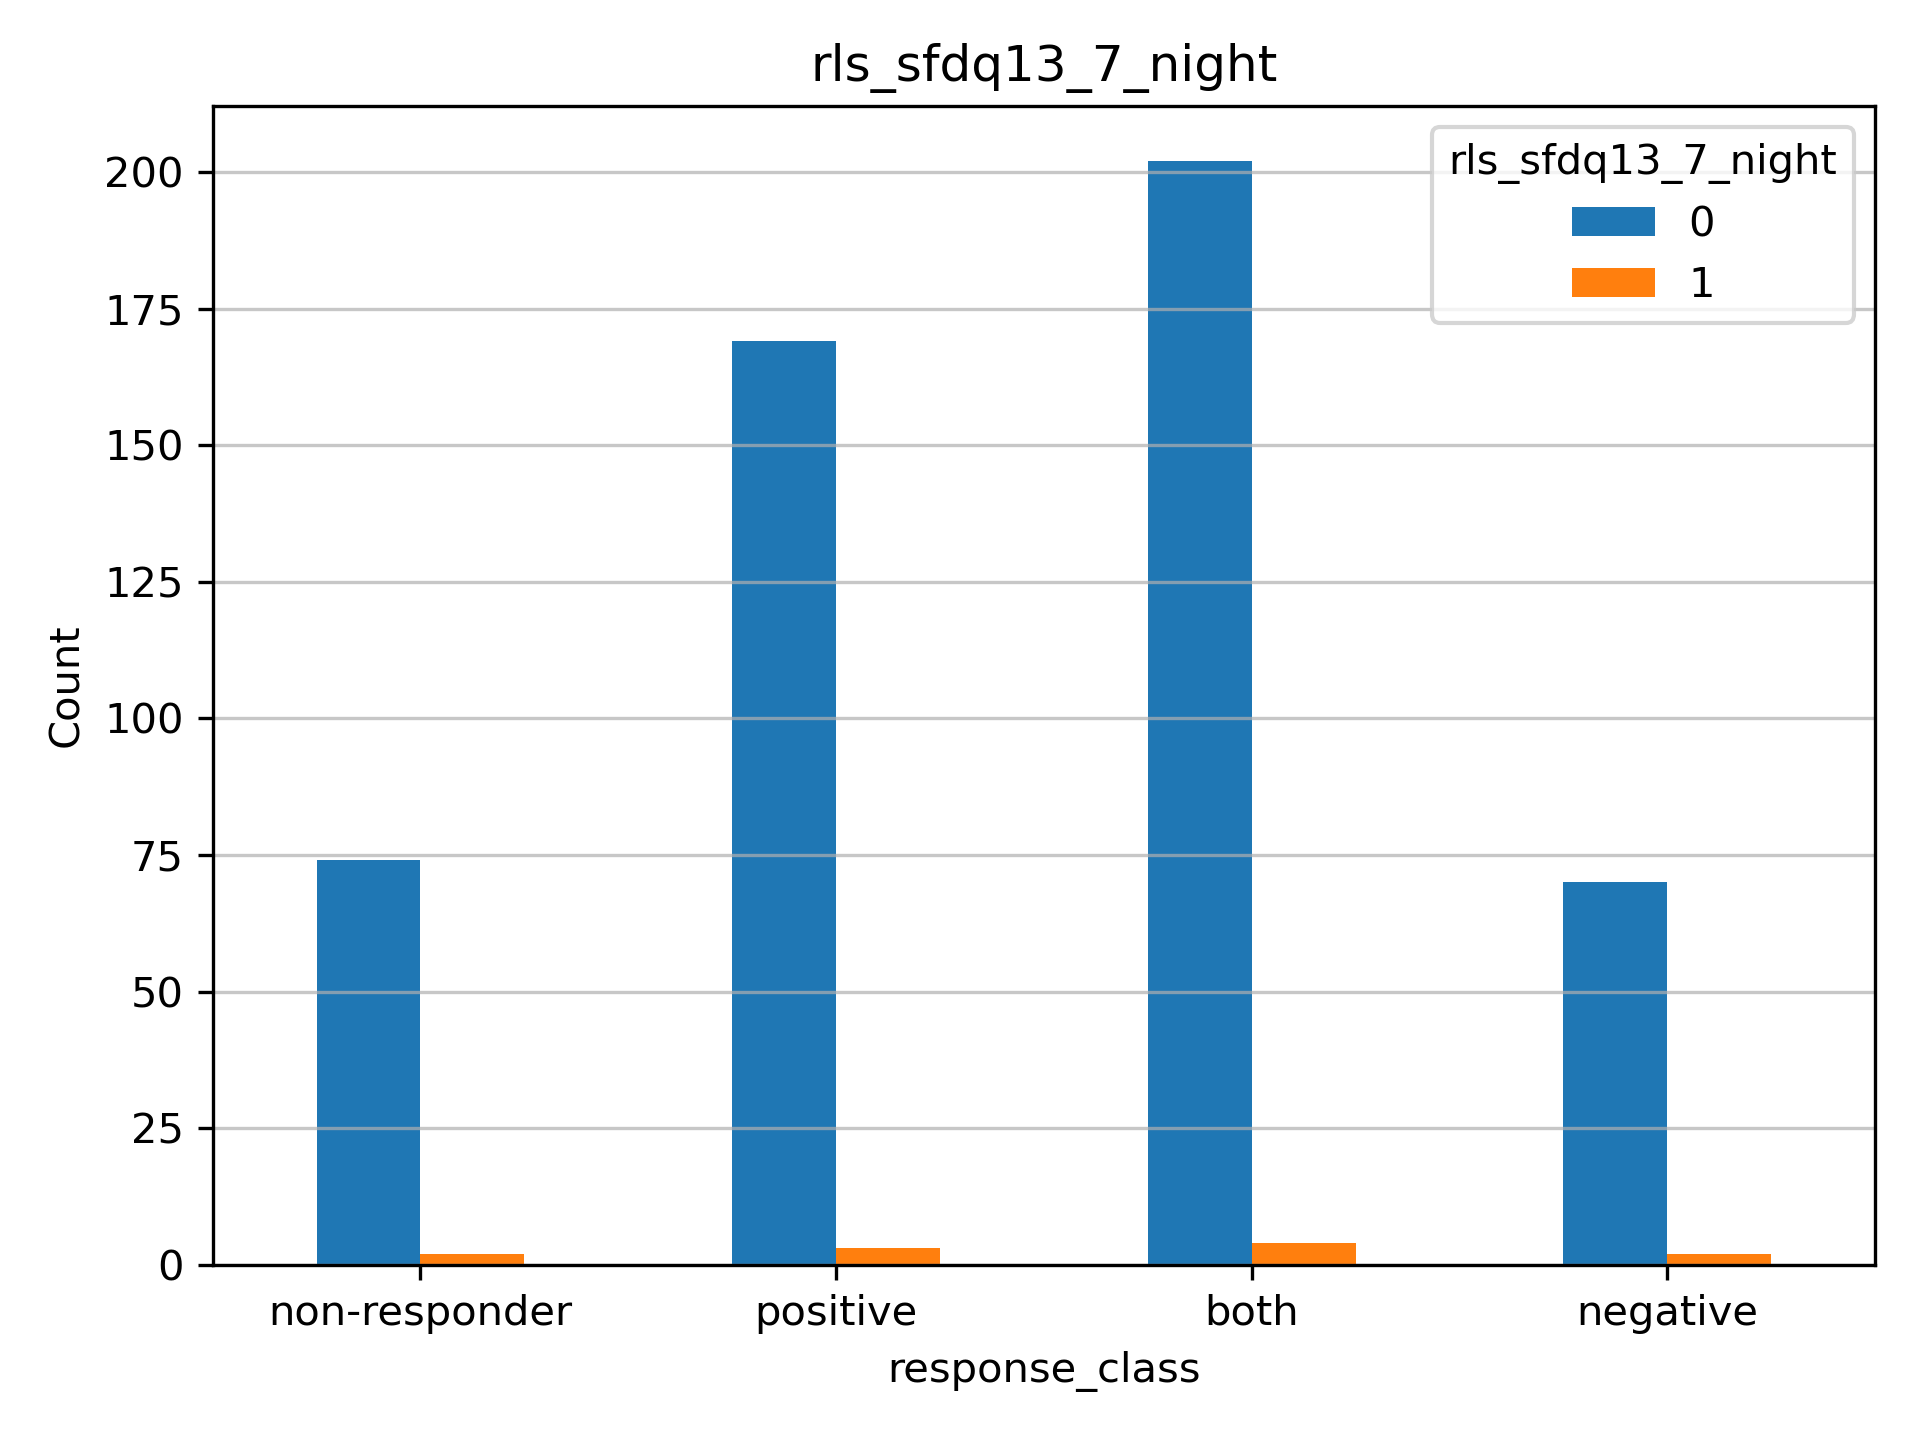 rls_sfdq13_7_night
rls_sfdq13_7_night
0
1
200
175
150
125
100
75
50
25
0
Count
non-responder positive both negative
response_class